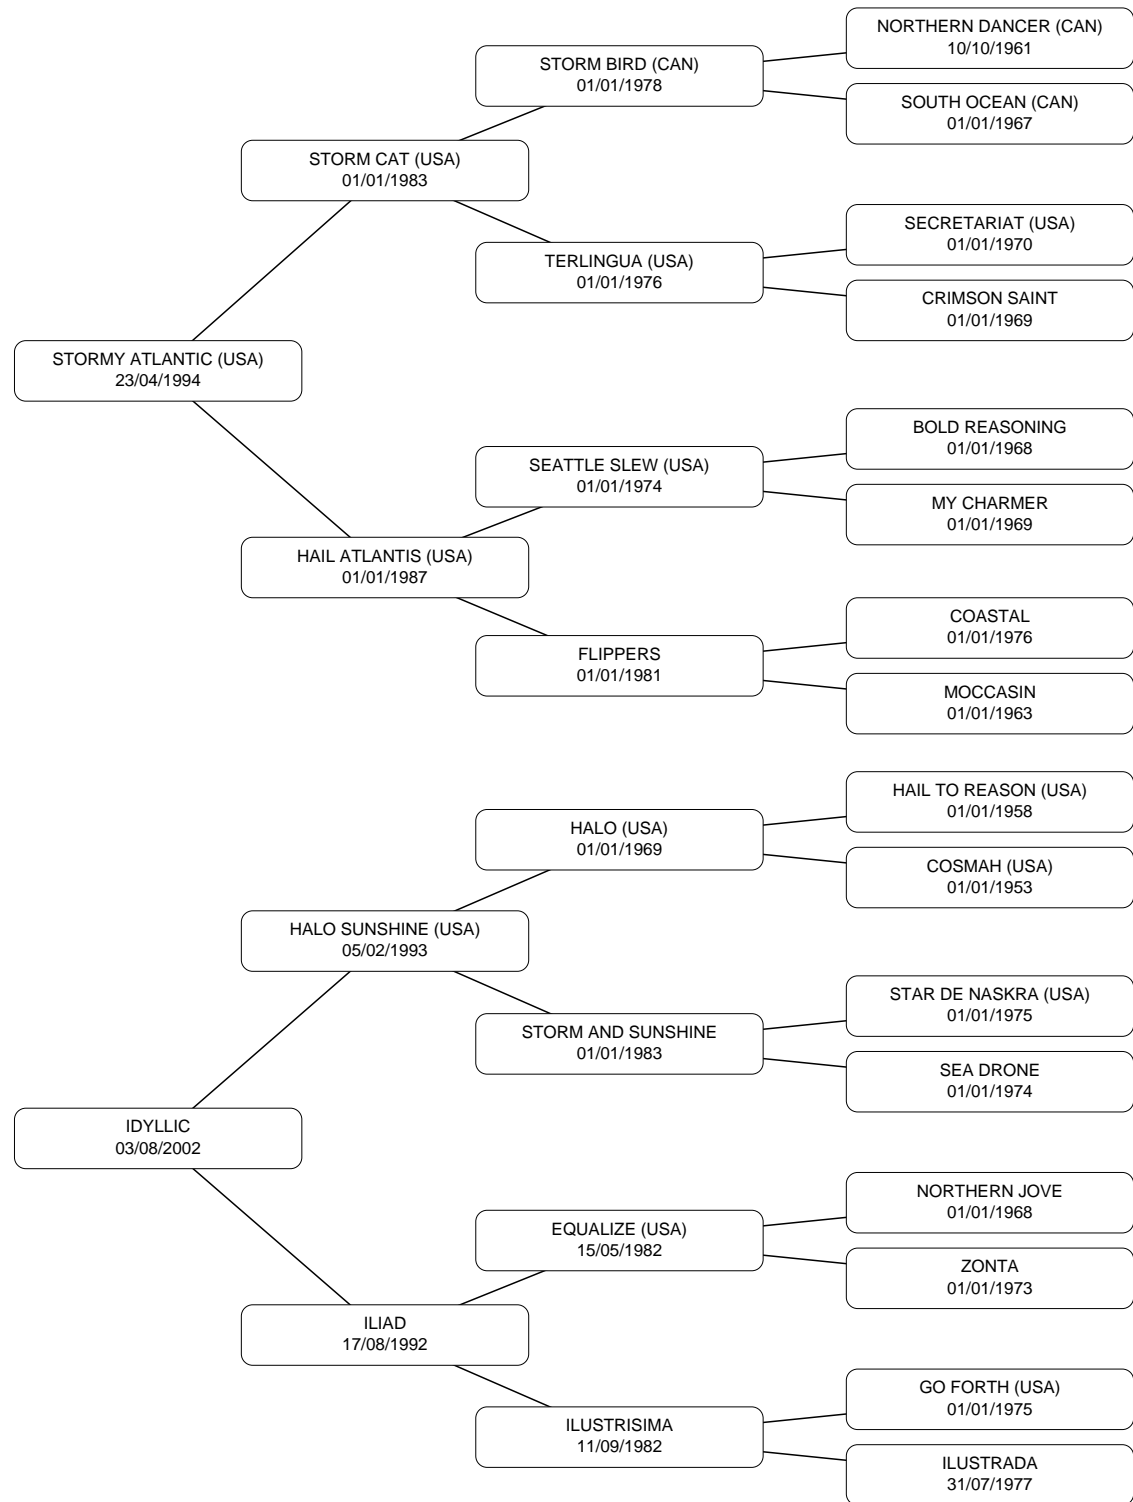 NORTHERN DANCER (CAN)
10/10/1961
STORM BIRD (CAN)
01/01/1978
SOUTH OCEAN (CAN)
01/01/1967
STORM CAT (USA)
01/01/1983
SECRETARIAT (USA)
01/01/1970
TERLINGUA (USA)
01/01/1976
CRIMSON SAINT
01/01/1969
STORMY ATLANTIC (USA)
23/04/1994
BOLD REASONING
01/01/1968
SEATTLE SLEW (USA)
01/01/1974
MY CHARMER
01/01/1969
HAIL ATLANTIS (USA)
01/01/1987
COASTAL
01/01/1976
FLIPPERS
01/01/1981
MOCCASIN
01/01/1963
HAIL TO REASON (USA)
01/01/1958
HALO (USA)
01/01/1969
COSMAH (USA)
01/01/1953
HALO SUNSHINE (USA)
05/02/1993
STAR DE NASKRA (USA)
01/01/1975
STORM AND SUNSHINE
01/01/1983
SEA DRONE
01/01/1974
IDYLLIC
03/08/2002
NORTHERN JOVE
01/01/1968
EQUALIZE (USA)
15/05/1982
ZONTA
01/01/1973
ILIAD
17/08/1992
GO FORTH (USA)
01/01/1975
ILUSTRISIMA
11/09/1982
ILUSTRADA
31/07/1977